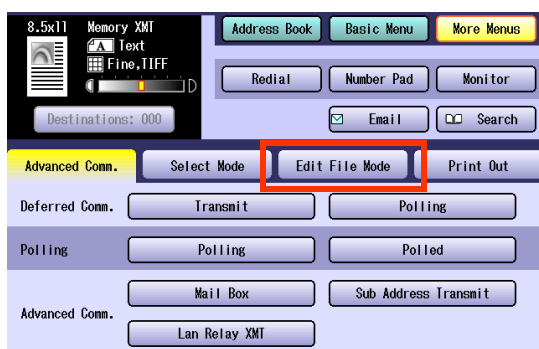 8.5x11 Memory XMT Address Book Basic Menu More Menus
A Text
Fine,TIFF
Redial Number Pad Monitor
Destinations: 000 Email Search
Advanced Comm. Select Mode Edit File Mode Print Out
Deferred Comm. Transmit Polling
Polling Polling Polled
Advanced Comm. Mail Box Sub Address Transmit
Lan Relay XMT